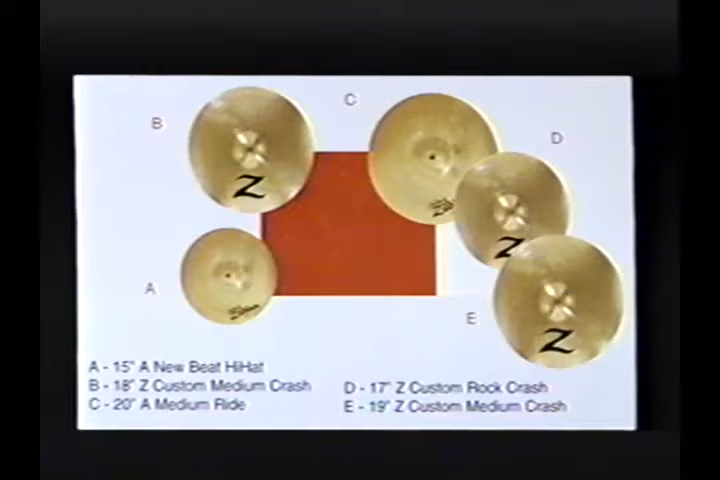 C
B
D
Z
Z
A
E
Z
A - 15" A New Beat HiHat
B - 18" Z Custom Medium Crash
C - 20" A Medium Ride
D - 17" Z Custom Rock Crash
E - 19" Z Custom Medium Crash